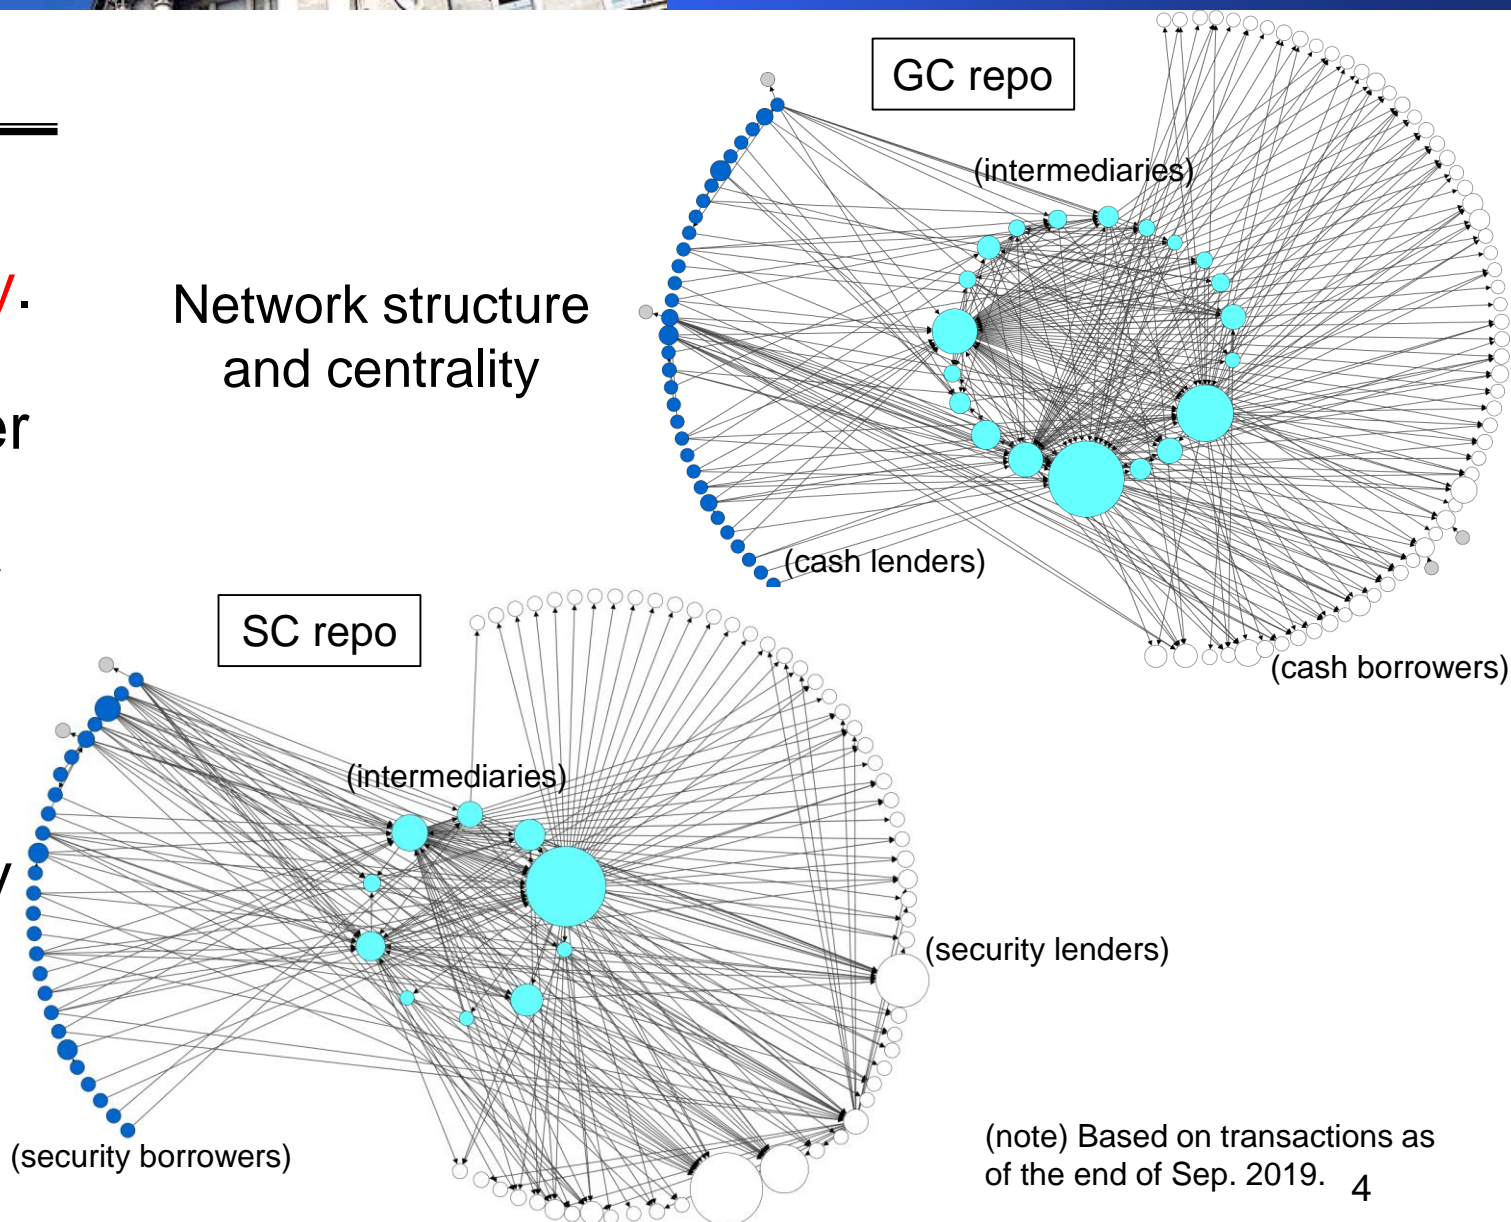 GC repo
(intermediaries)
y.
Network structure
and centrality
er
(cash lenders)
SC repo
(cash borrowers)
(intermediaries)
y
(security lenders)
(security borrowers)
(note) Based on transactions as
of the end of Sep. 2019.
4